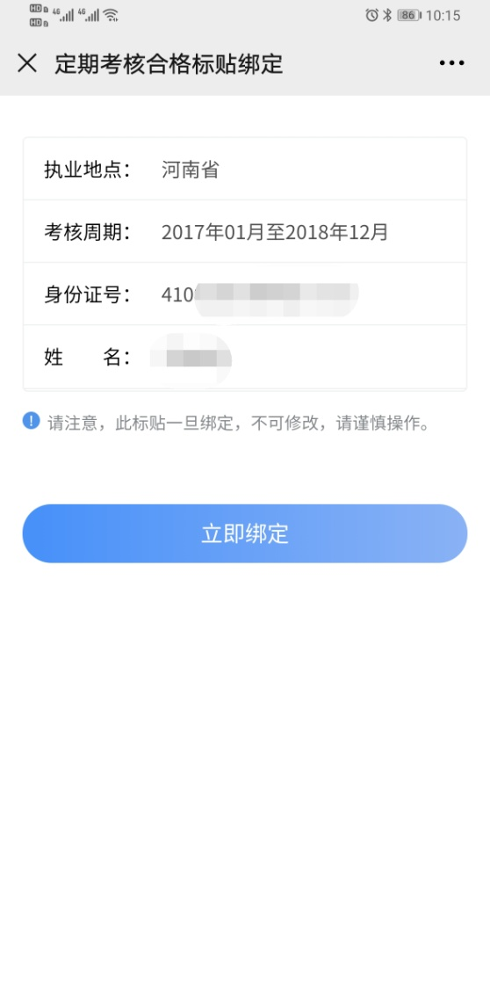 10:15
86
定期考核合格标贴绑定
执业地点： 河南省
考核周期： 2017年01月至2018年12月
身份证号： 410
姓 名：
请注意，此标贴一旦绑定，不可修改，请谨慎操作。
立即绑定